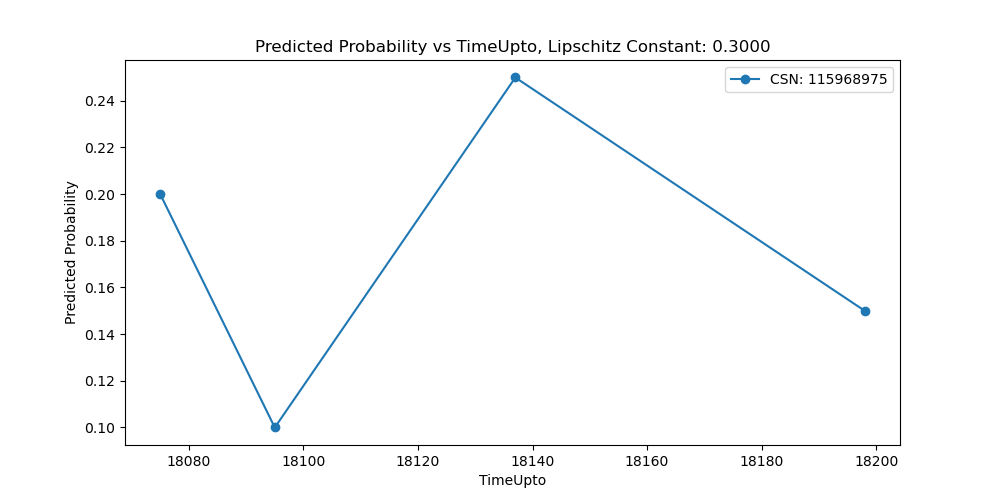 Predicted Probability vs TimeUpto, Lipschitz Constant: 0.3000
CSN: 115968975
Predicted Probability
0.24
0.22
0.20
0.18
0.16
0.14
0.12
0.10
18080 18100 18120 18140 18160 18180 18200
TimeUpto